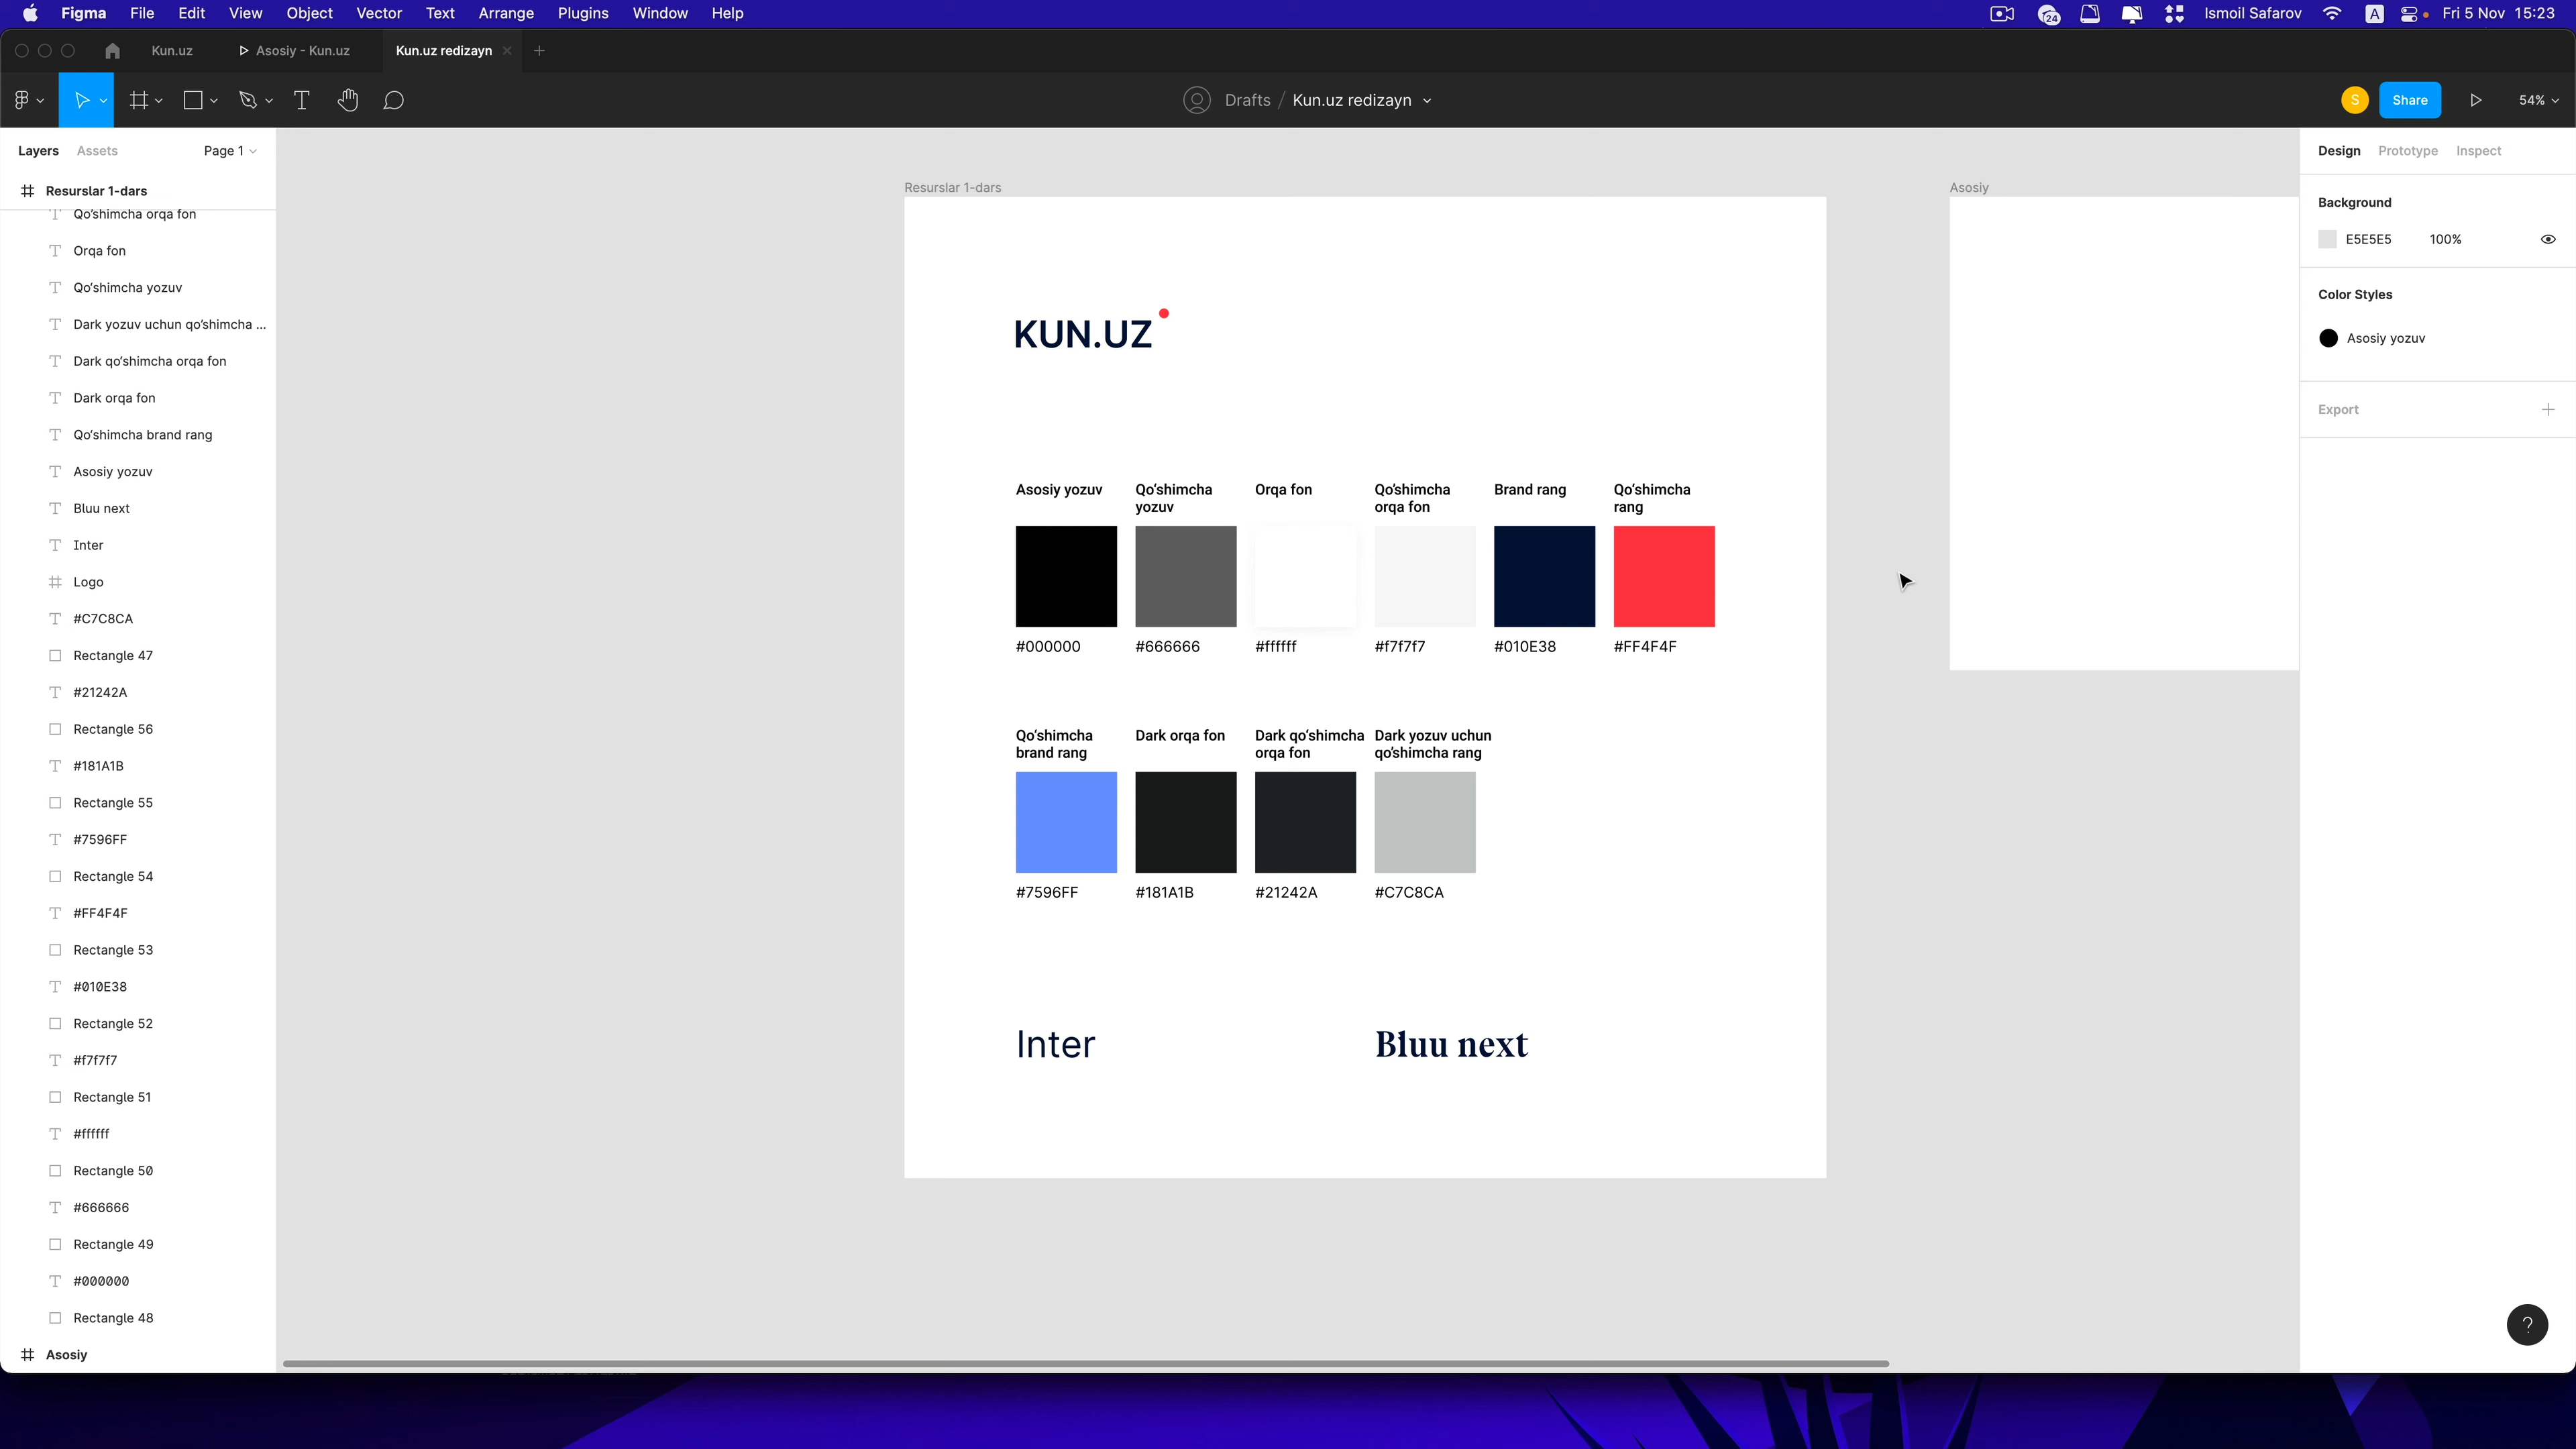 Figma File Edit View Object Vector Text Arrange Plugins Window Help
24 Ismoil Safarov A Fri 5 Nov 15:23
Kun.uz Asosiy - Kun.uz Kun.uz redizayn
Drafts / Kun.uz redizayn
S Share 54%
Layers Assets Page 1
Resurslar 1-dars
Qo‘shimcha orqa fon
Orqa fon
Qo‘shimcha yozuv
Dark yozuv uchun qo‘shimcha ...
Dark qo‘shimcha orqa fon
Dark orqa fon
Qo‘shimcha brand rang
Asosiy yozuv
Bluu next
Inter
Logo
#C7C8CA
Rectangle 47
#21242A
Rectangle 56
#181A1B
Rectangle 55
#7596FF
Rectangle 54
#FF4F4F
Rectangle 53
#010E38
Rectangle 52
#f7f7f7
Rectangle 51
#ffffff
Rectangle 50
#666666
Rectangle 49
#000000
Rectangle 48
Asosiy
Resurslar 1-dars
KUN.UZ
Asosiy yozuv
Qo‘shimcha
yozuv
Orqa fon
Qo‘shimcha
orqa fon
Brand rang
Qo‘shimcha
rang
#000000 #666666 #ffffff #f7f7f7 #010E38 #FF4F4F
Qo‘shimcha
brand rang
Dark orqa fon
Dark qo‘shimcha
orqa fon
Dark yozuv uchun
qo‘shimcha rang
#7596FF #181A1B #21242A #C7C8CA
Inter Bluu next
Asosiy
Design Prototype Inspect
Background
E5E5E5 100%
Color Styles
Asosiy yozuv
Export
?